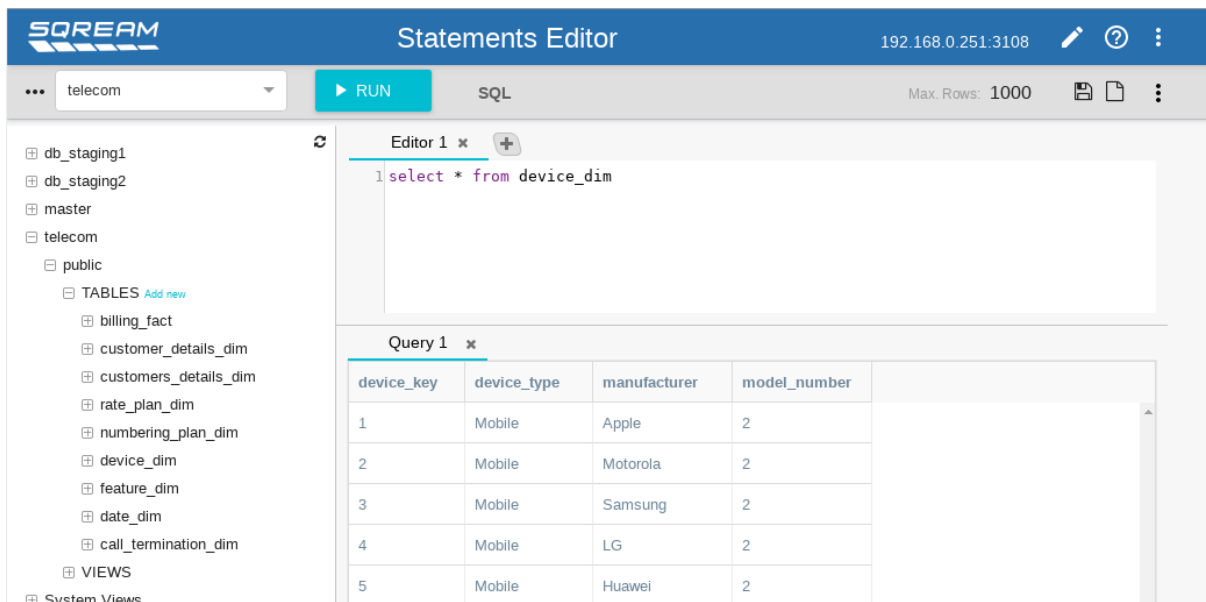 SQREAM Statements Editor 192.168.0.251:3108
telecom RUN SQL Max. Rows: 1000
db_staging1
db_staging2
master
telecom
public
TABLES Add new
billing_fact
customer_details_dim
customers_details_dim
rate_plan_dim
numbering_plan_dim
device_dim
feature_dim
date_dim
call_termination_dim
VIEWS
System Views
Editor 1
1 select * from device_dim
Query 1
device_key device_type manufacturer model_number
1 Mobile Apple 2
2 Mobile Motorola 2
3 Mobile Samsung 2
4 Mobile LG 2
5 Mobile Huawei 2